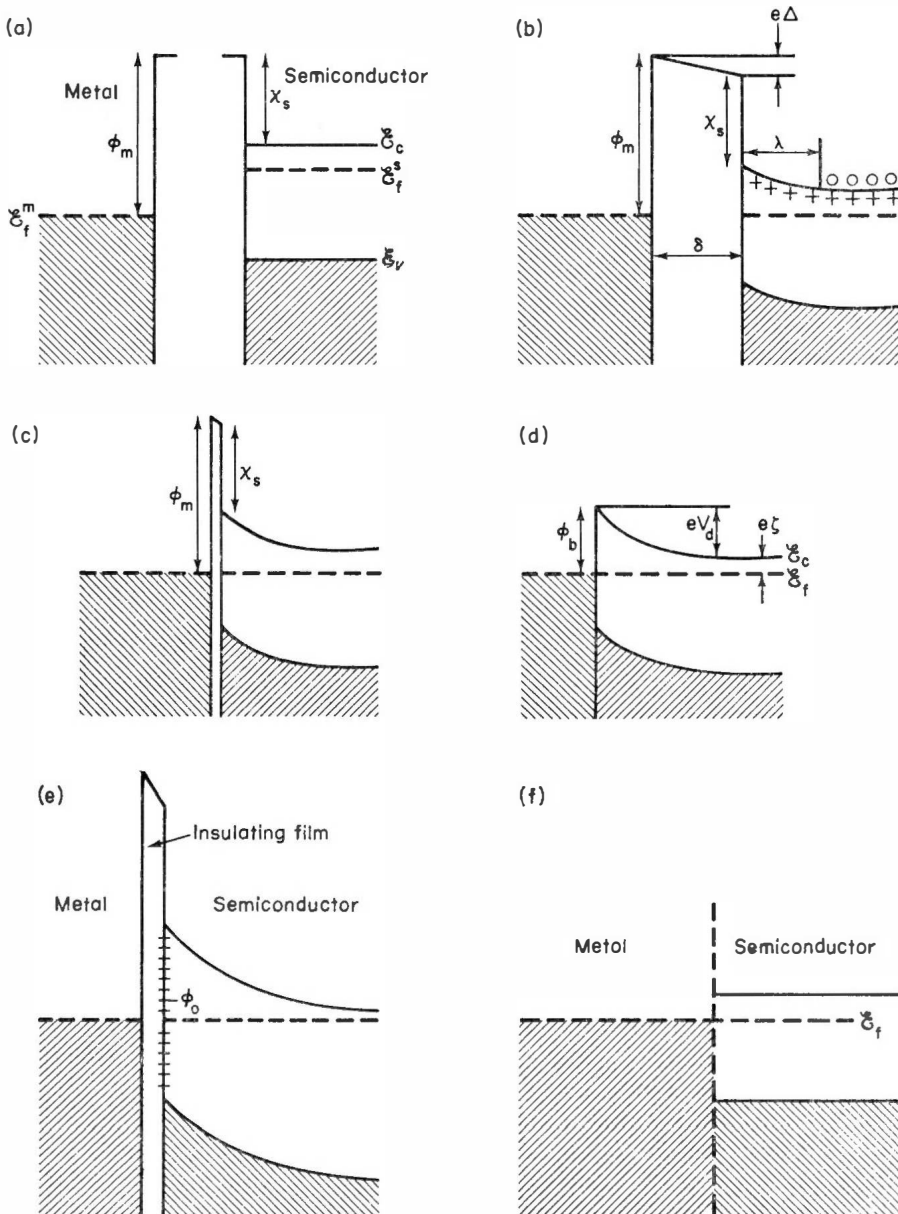 (a)
Metal
Semiconductor
ϕm
χs
ℰc
ℰfs
ℰfm
ℰv
(b)
eΔ
ϕm
χs
λ
δ
(c)
ϕm
χs
(d)
ϕb
eVd
eζ
ℰc
ℰf
(e)
Insulating film
Metal
Semiconductor
ϕo
(f)
Metol
Semiconductor
ℰf